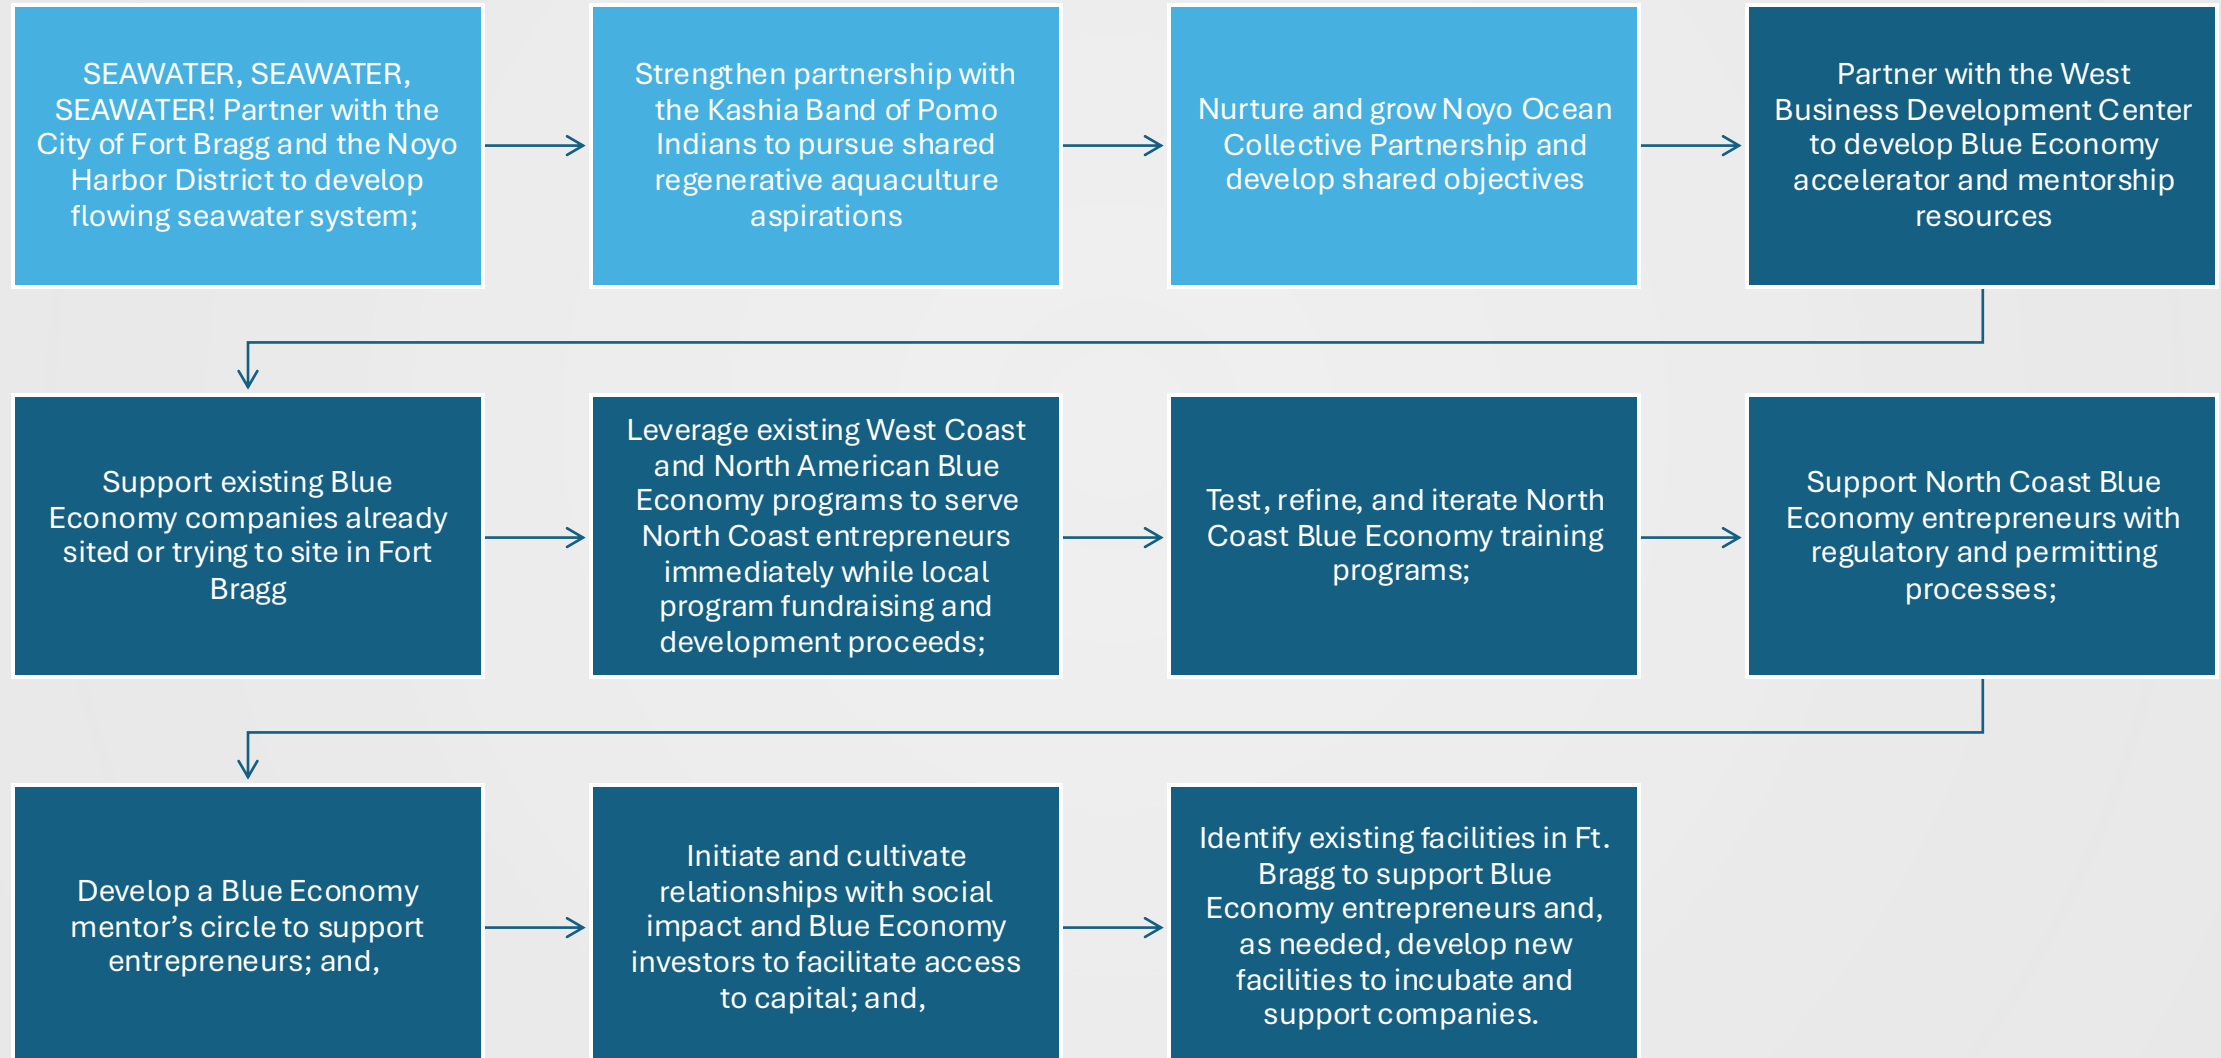 SEAWATER, SEAWATER,
SEAWATER! Partner with the
City of Fort Bragg and the Noyo
Harbor District to develop
flowing seawater system;
Strengthen partnership with
the Kashia Band of Pomo
Indians to pursue shared
regenerative aquaculture
aspirations
Nurture and grow Noyo Ocean
Collective Partnership and
develop shared objectives
Partner with the West
Business Development Center
to develop Blue Economy
accelerator and mentorship
resources
Support existing Blue
Economy companies already
sited or trying to site in Fort
Bragg
Leverage existing West Coast
and North American Blue
Economy programs to serve
North Coast entrepreneurs
immediately while local
program fundraising and
development proceeds;
Test, refine, and iterate North
Coast Blue Economy training
programs;
Support North Coast Blue
Economy entrepreneurs with
regulatory and permitting
processes;
Develop a Blue Economy
mentor’s circle to support
entrepreneurs; and,
Initiate and cultivate
relationships with social
impact and Blue Economy
investors to facilitate access
to capital; and,
Identify existing facilities in Ft.
Bragg to support Blue
Economy entrepreneurs and,
as needed, develop new
facilities to incubate and
support companies.